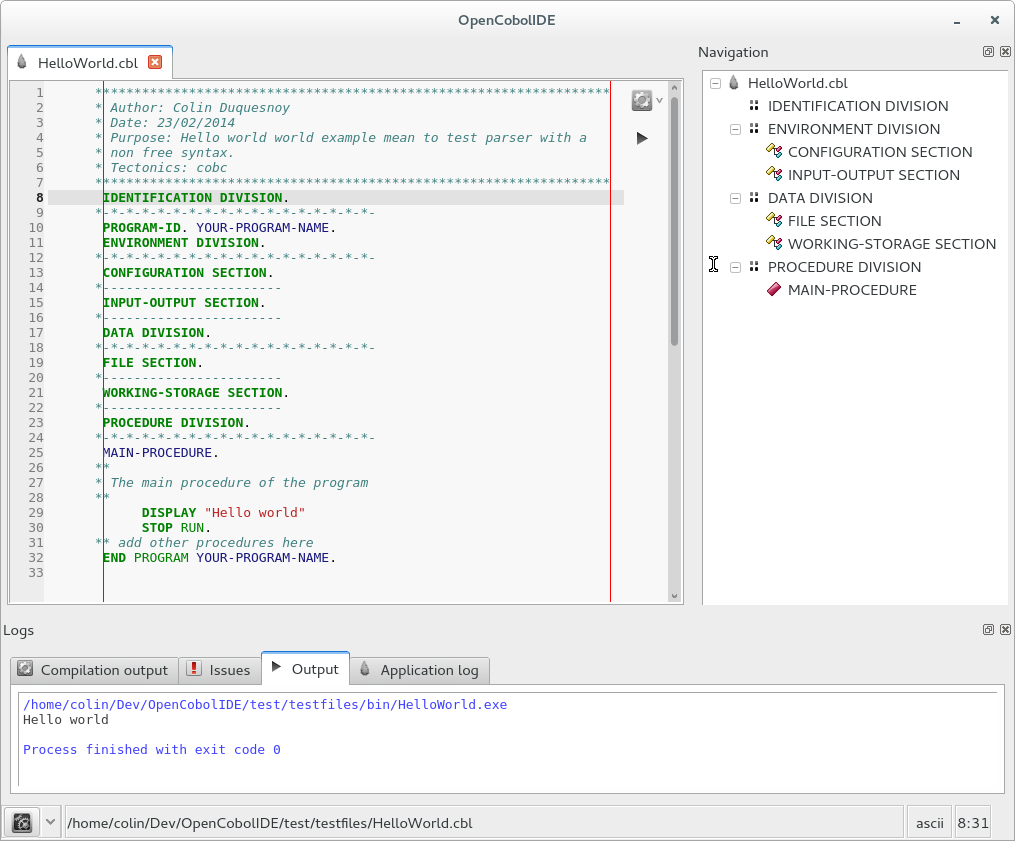 OpenCobolIDE
HelloWorld.cbl
1 ******************************************************************
2 * Author: Colin Duquesnoy
3 * Date: 23/02/2014
4 * Purpose: Hello world world example mean to test parser with a
5 * non free syntax.
6 * Tectonics: cobc
7 ******************************************************************
8 IDENTIFICATION DIVISION.
9 *-*-*-*-*-*-*-*-*-*-*-*-*-*-*-*-*-*-
10 PROGRAM-ID. YOUR-PROGRAM-NAME.
11 ENVIRONMENT DIVISION.
12 *-*-*-*-*-*-*-*-*-*-*-*-*-*-*-*-*-*-
13 CONFIGURATION SECTION.
14 *-----------------------
15 INPUT-OUTPUT SECTION.
16 *-----------------------
17 DATA DIVISION.
18 *-*-*-*-*-*-*-*-*-*-*-*-*-*-*-*-*-*-
19 FILE SECTION.
20 *-----------------------
21 WORKING-STORAGE SECTION.
22 *-----------------------
23 PROCEDURE DIVISION.
24 *-*-*-*-*-*-*-*-*-*-*-*-*-*-*-*-*-*-
25 MAIN-PROCEDURE.
26 **
27 * The main procedure of the program
28 **
29 DISPLAY "Hello world"
30 STOP RUN.
31 ** add other procedures here
32 END PROGRAM YOUR-PROGRAM-NAME.
33
Navigation
HelloWorld.cbl
IDENTIFICATION DIVISION
ENVIRONMENT DIVISION
CONFIGURATION SECTION
INPUT-OUTPUT SECTION
DATA DIVISION
FILE SECTION
WORKING-STORAGE SECTION
PROCEDURE DIVISION
MAIN-PROCEDURE
Logs
Compilation output Issues Output Application log
/home/colin/Dev/OpenCobolIDE/test/testfiles/bin/HelloWorld.exe
Hello world
Process finished with exit code 0
/home/colin/Dev/OpenCobolIDE/test/testfiles/HelloWorld.cbl ascii 8:31